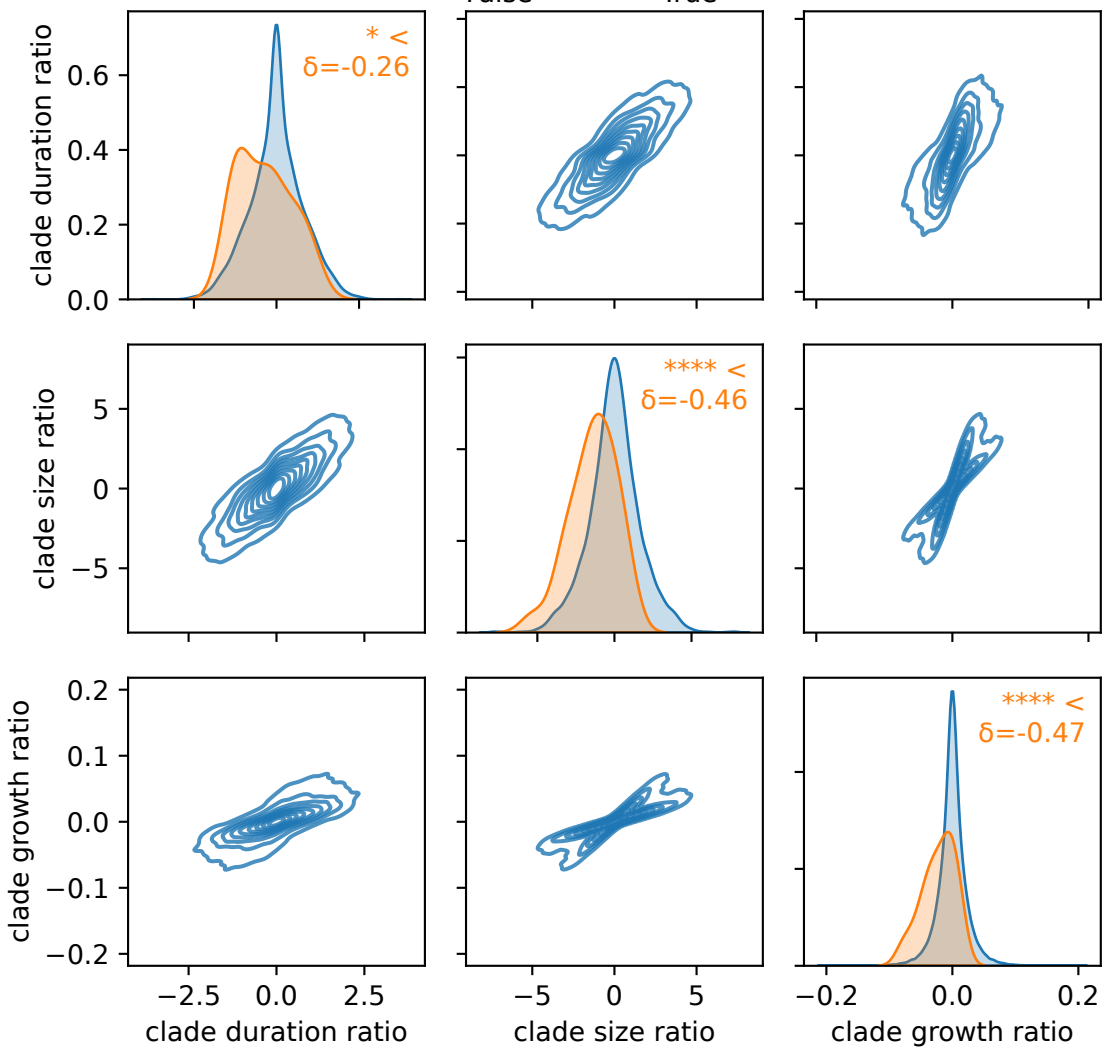 clade duration ratio
0.6
0.4
0.2
0.0
* <
δ=-0.26
clade size ratio
5
0
−5
**** <
δ=-0.46
clade growth ratio
0.2
0.1
0.0
−0.1
−0.2
**** <
δ=-0.47
−2.5 0.0 2.5
−5 0 5
−0.2 0.0 0.2
clade duration ratio
clade size ratio
clade growth ratio